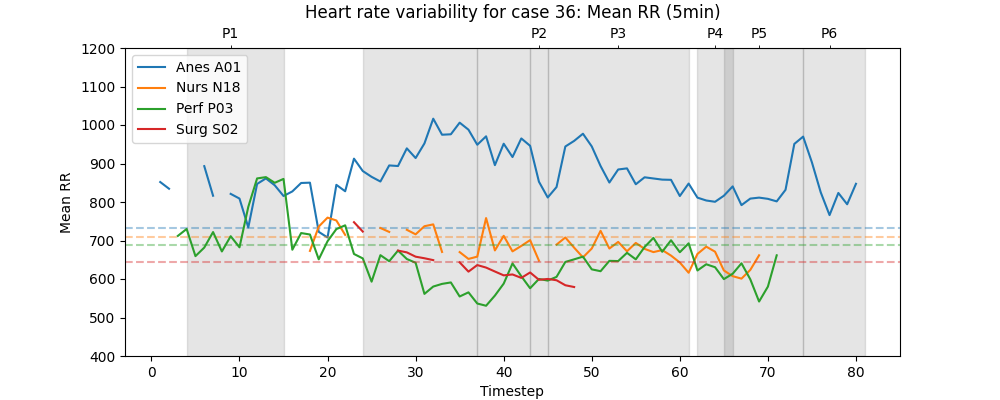 Heart rate variability for case 36: Mean RR (5min)
P1 P2 P3 P4 P5 P6
1200
1100
1000
900
800
700
600
500
400
Mean RR
Anes A01
Nurs N18
Perf P03
Surg S02
0 10 20 30 40 50 60 70 80
Timestep